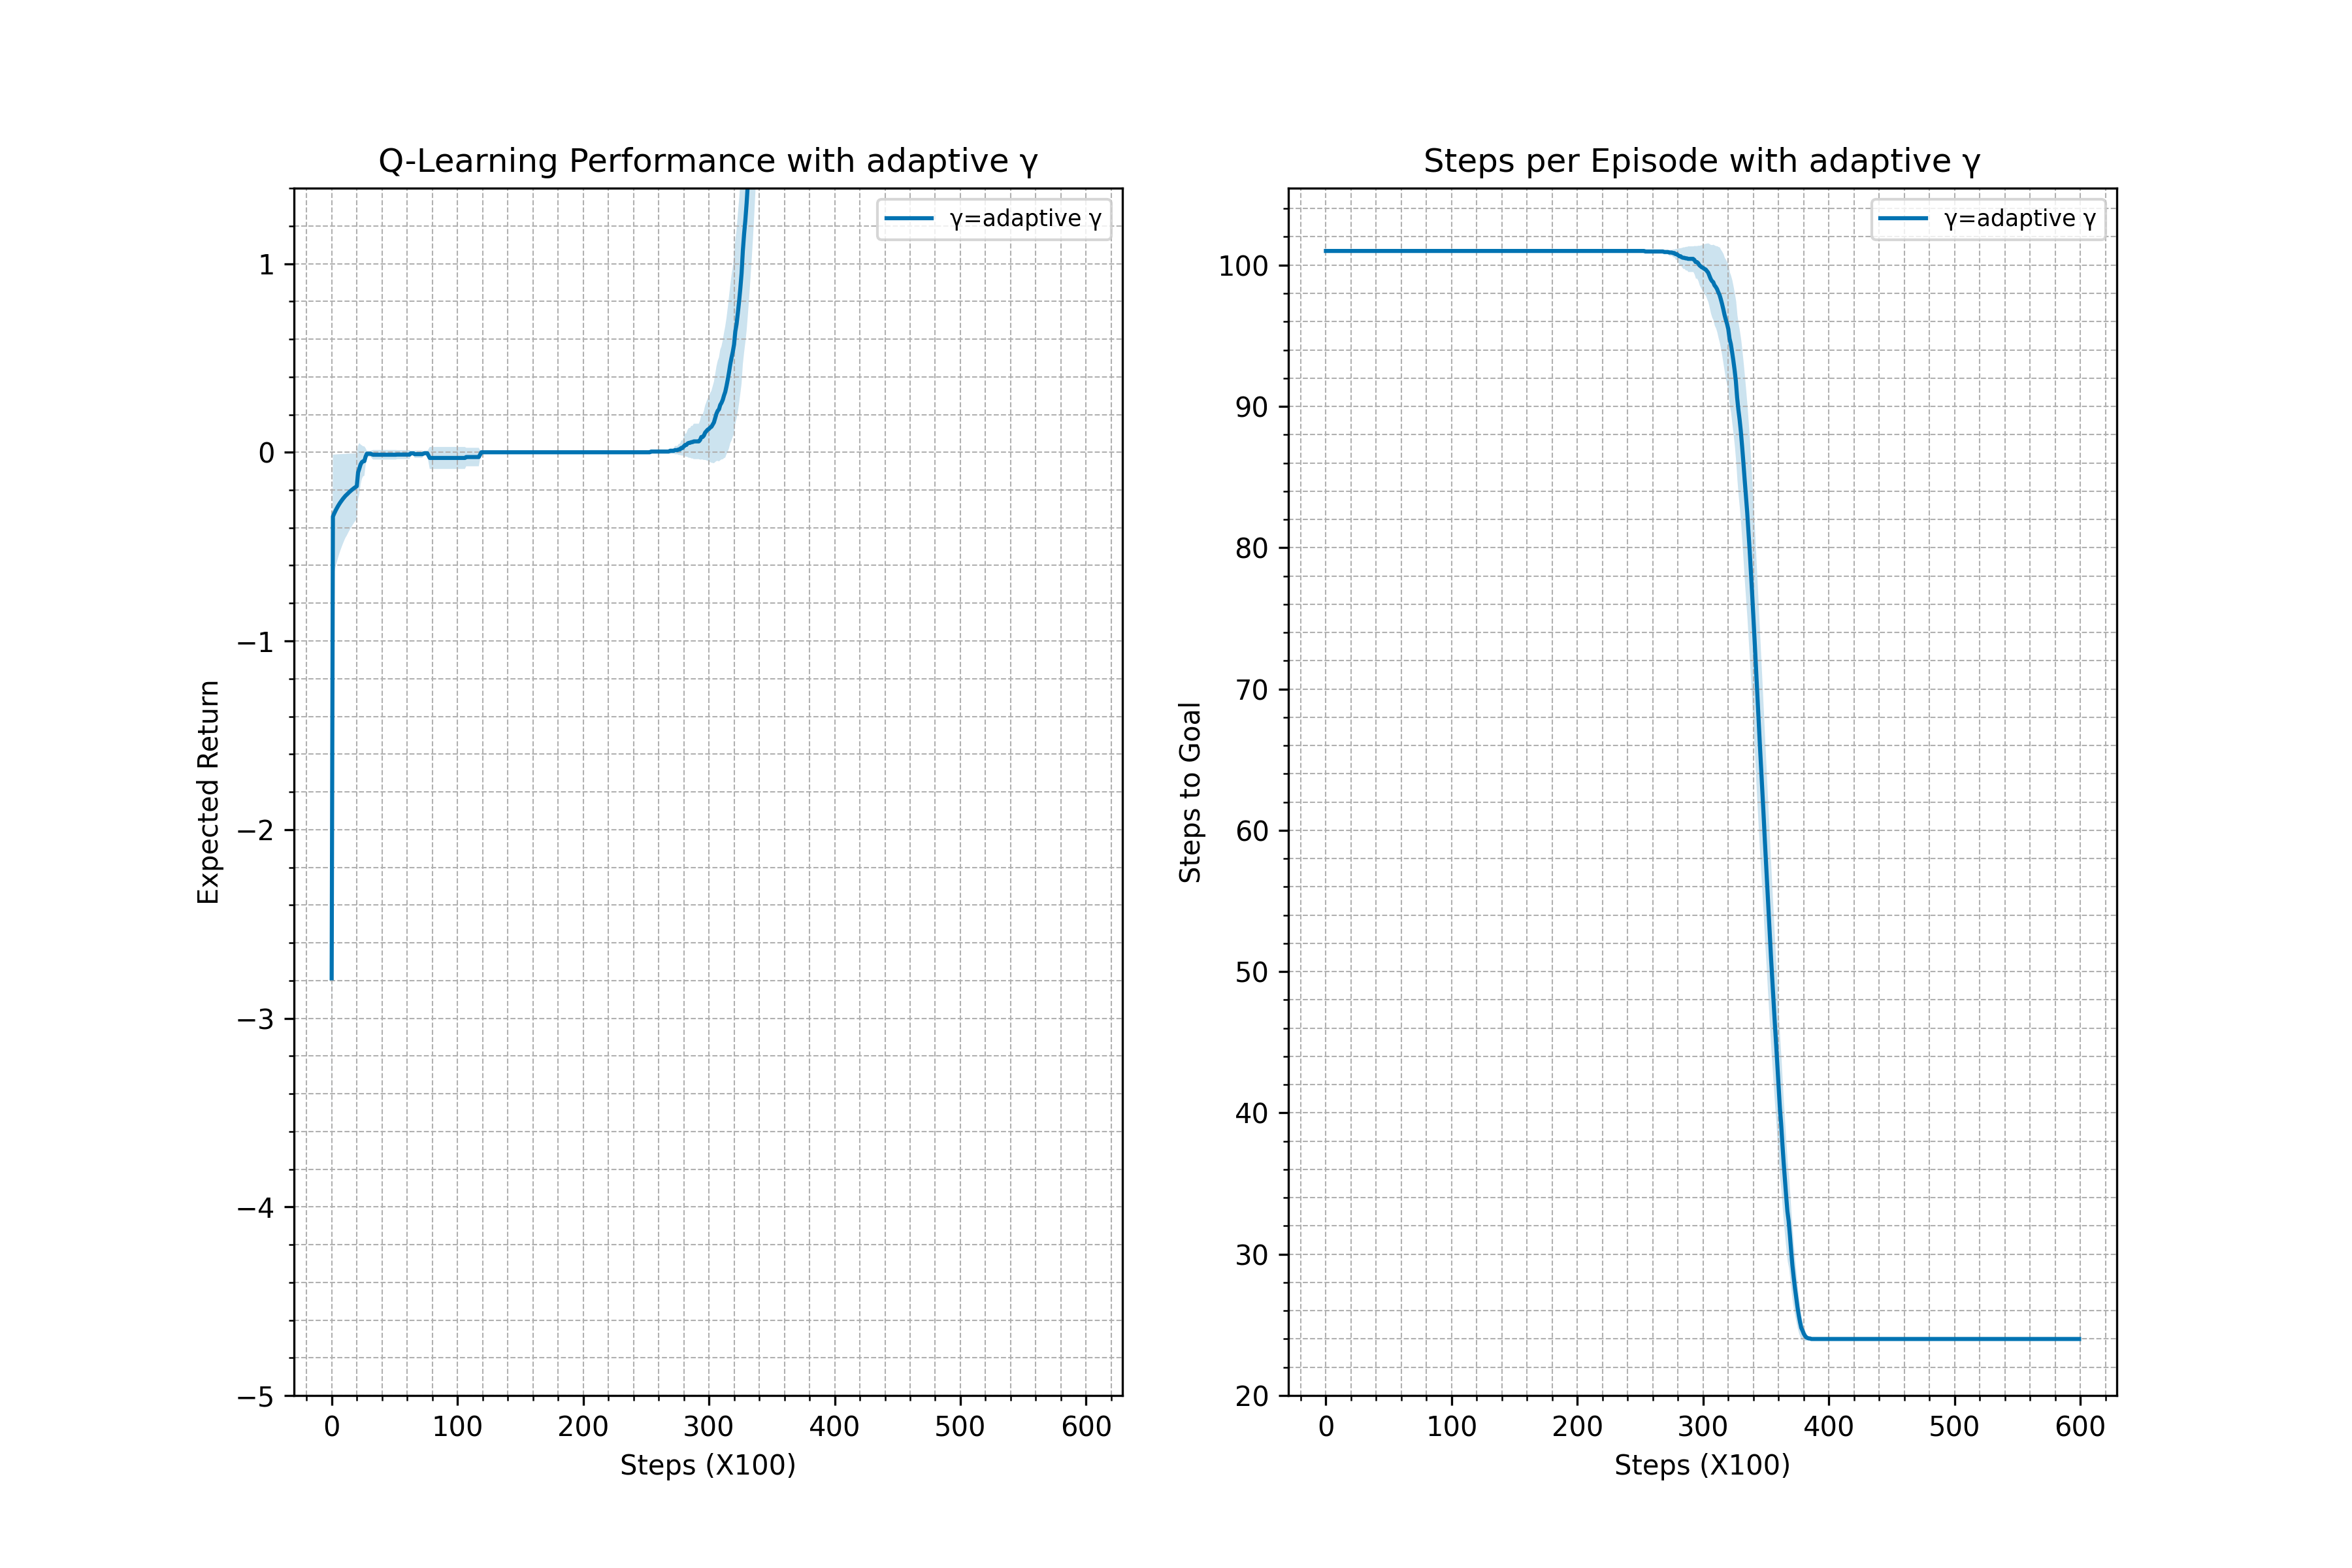 Q-Learning Performance with adaptive γ
γ=adaptive γ
1
0
−1
−2
−3
−4
−5
Expected Return
0 100 200 300 400 500 600
Steps (X100)
Steps per Episode with adaptive γ
γ=adaptive γ
100
90
80
70
60
50
40
30
20
Steps to Goal
0 100 200 300 400 500 600
Steps (X100)